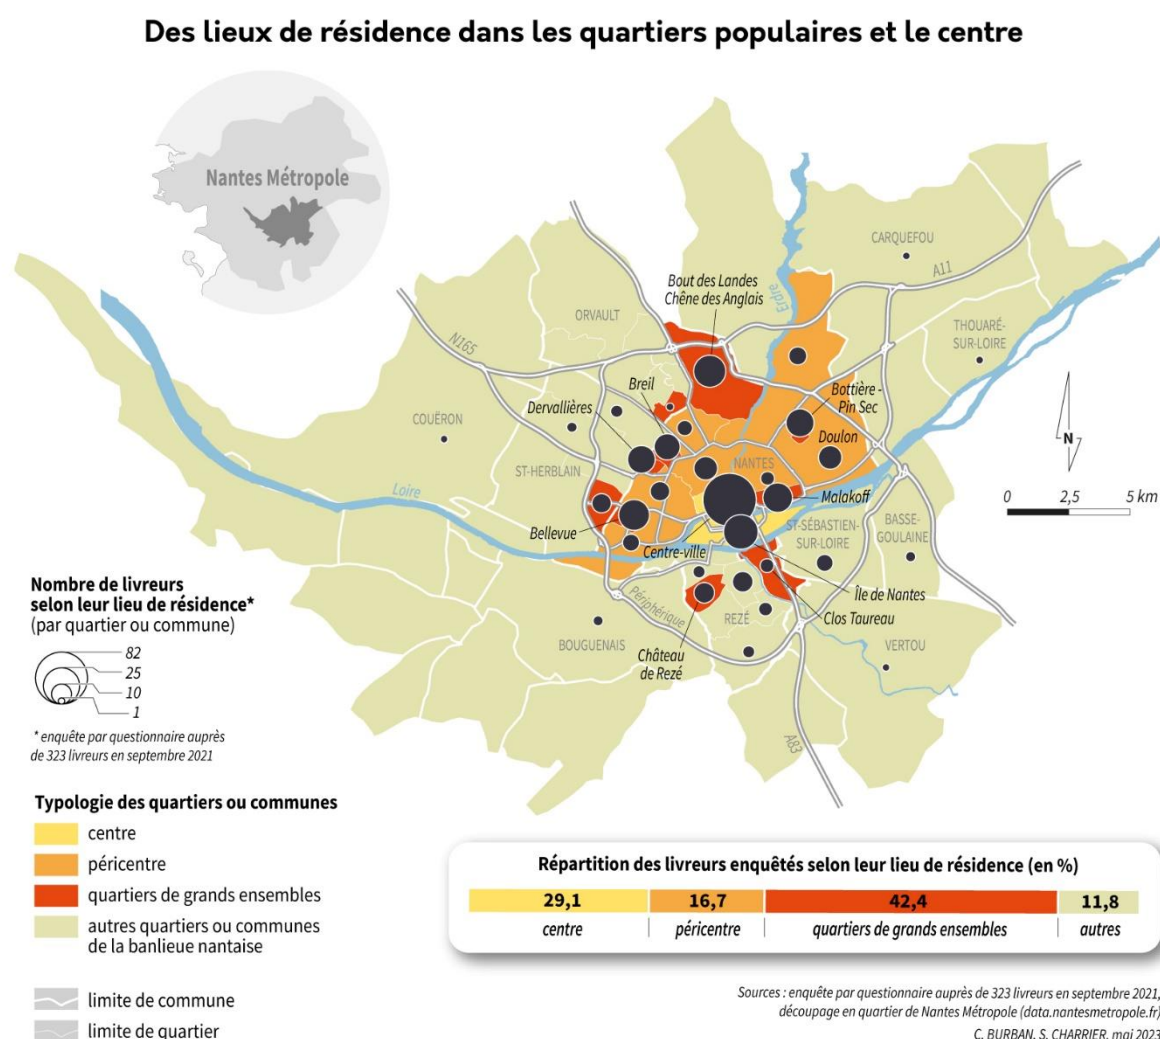 Des lieux de résidence dans les quartiers populaires et le centre
Nantes Métropole
CARQUEFOU
A11
Bout des Landes
Chêne des Anglais
Erdre
ORVAULT
THOUARÉ-
SUR-LOIRE
N165
Breil
Bottière -
Pin Sec
Dervallières
COUËRON
Doulon
N
ST-HERBLAIN
NANTES
Loire
Malakoff
0 2,5 5 km
Bellevue
Centre-ville
ST-SÉBASTIEN-
SUR-LOIRE
BASSE-
GOULAINE
Île de Nantes
Périphérique
REZÉ
Clos Taureau
BOUGUENAIS
Château
de Rezé
VERTOU
A83
Nombre de livreurs
selon leur lieu de résidence*
(par quartier ou commune)
82
25
10
1
* enquête par questionnaire auprès
de 323 livreurs en septembre 2021
Typologie des quartiers ou communes
centre
péricentre
quartiers de grands ensembles
autres quartiers ou communes
de la banlieue nantaise
limite de commune
limite de quartier
Répartition des livreurs enquêtés selon leur lieu de résidence (en %)
29,1 16,7 42,4 11,8
centre péricentre quartiers de grands ensembles autres
Sources : enquête par questionnaire auprès de 323 livreurs en septembre 2021,
découpage en quartier de Nantes Métropole (data.nantesmetropole.fr)
C. BURBAN, S. CHARRIER, mai 2023